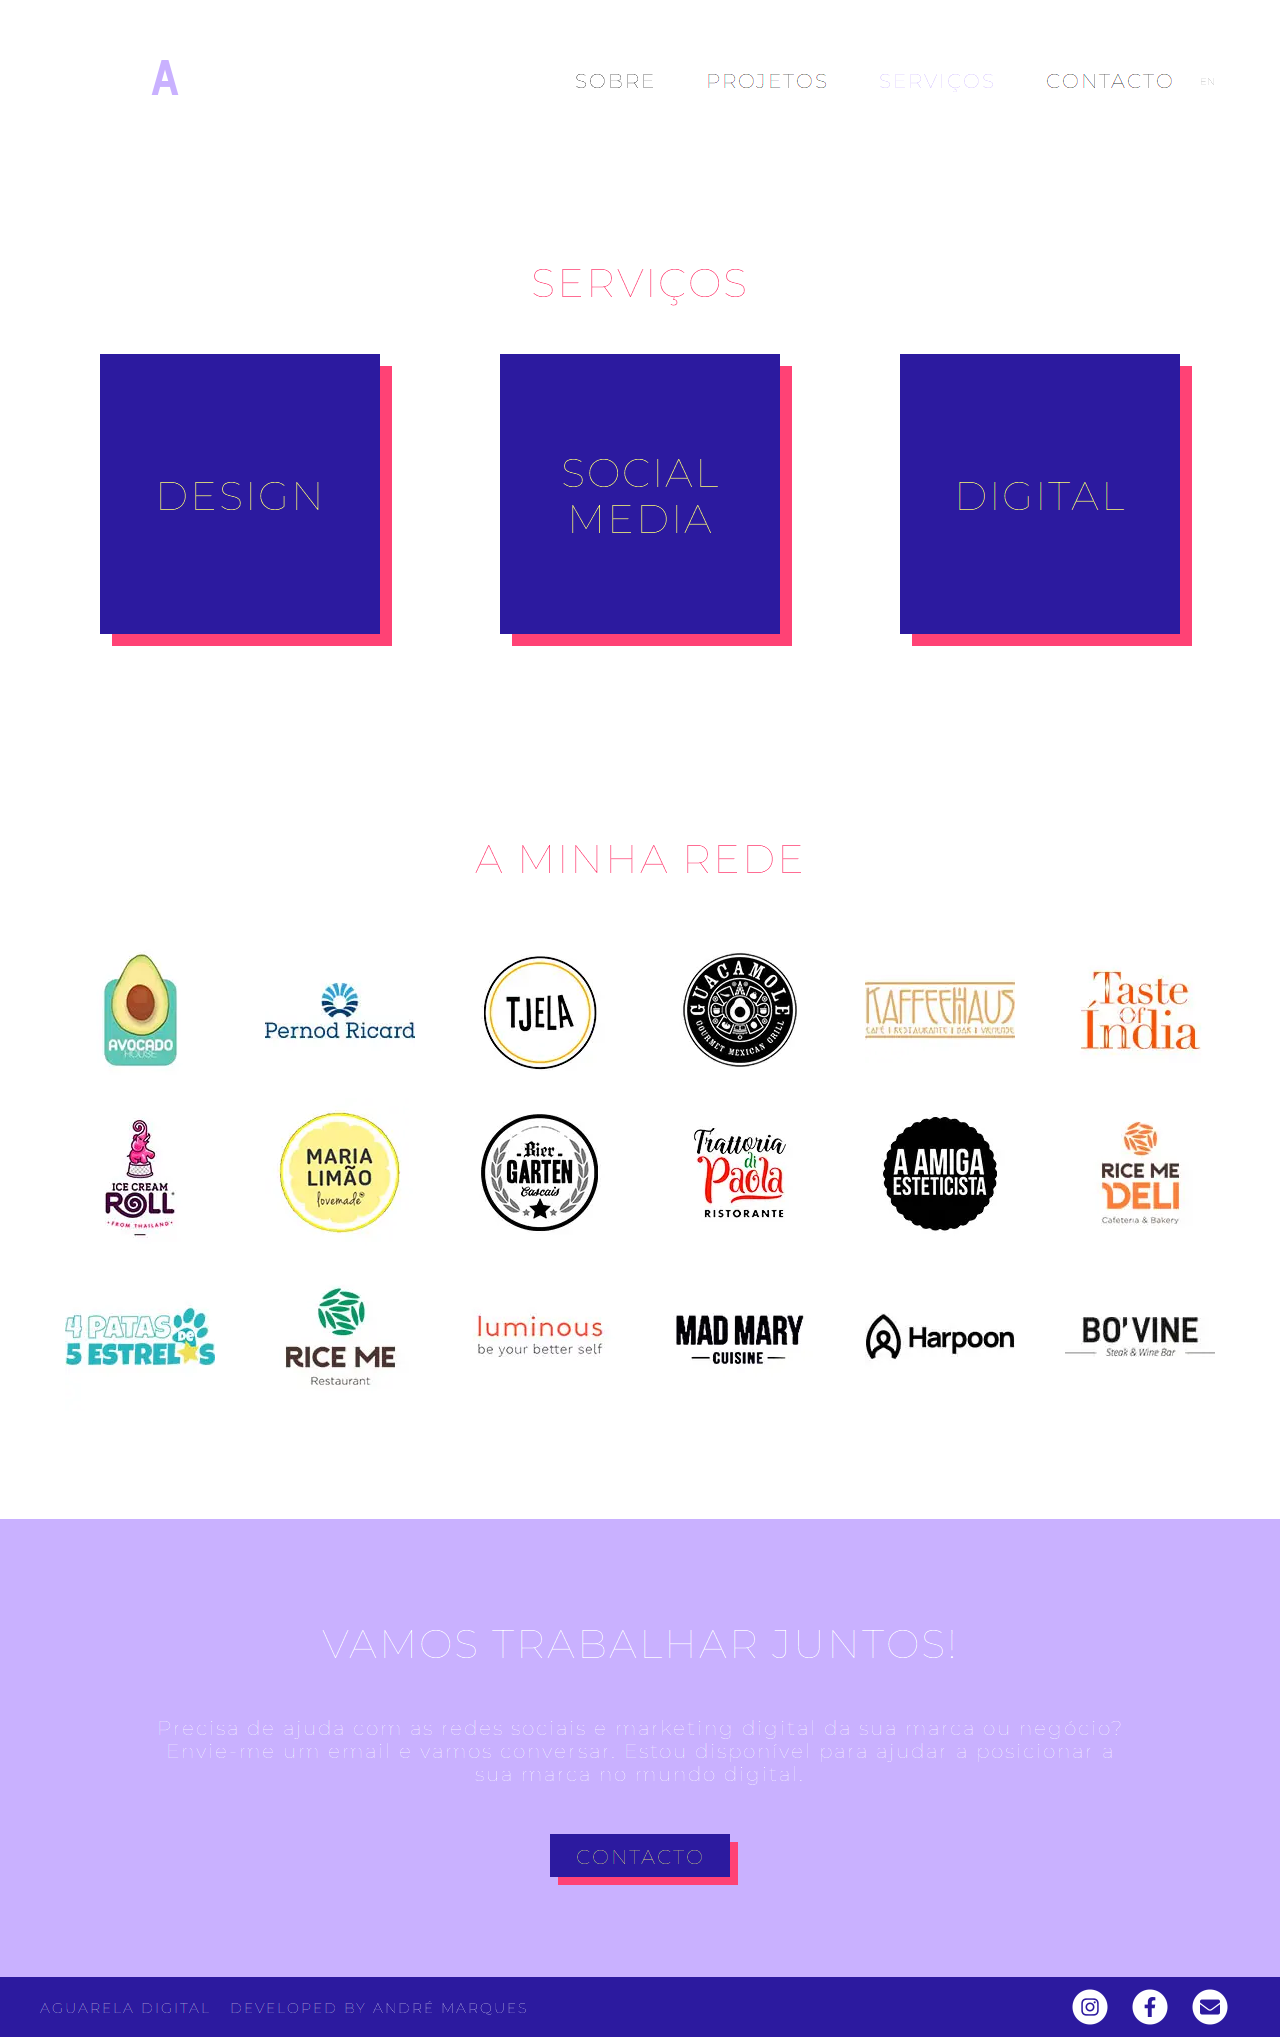 A
SOBRE PROJETOS SERVIÇOS CONTACTO EN
SERVIÇOS
DESIGN
SOCIAL
MEDIA
DIGITAL
A MINHA REDE
AVOCADO
HOUSE
Pernod Ricard
TJELA
GUACAMOLE
GOURMET MEXICAN GRILL
KAFFEEHAUS
CAFÉ | RESTAURANTE | BAR | VIENENSE
Taste
Of
Índia
ICE CREAM
ROLL
• FROM THAILAND •
MARIA
LIMÃO
lovemade
Bier
GARTEN
Cascais
Trattoria
di
Paola
RISTORANTE
A AMIGA
ESTETICISTA
RICE ME
DELI
Cafeteria & Bakery
4 PATAS
DE
5 ESTRELAS
RICE ME
Restaurant
luminous
be your better self
MAD MARY
CUISINE
Harpoon
BO'VINE
Steak & Wine Bar
VAMOS TRABALHAR JUNTOS!
Precisa de ajuda com as redes sociais e marketing digital da sua marca ou negócio?
Envie-me um email e vamos conversar. Estou disponível para ajudar a posicionar a
sua marca no mundo digital.
CONTACTO
AGUARELA DIGITAL DEVELOPED BY ANDRÉ MARQUES